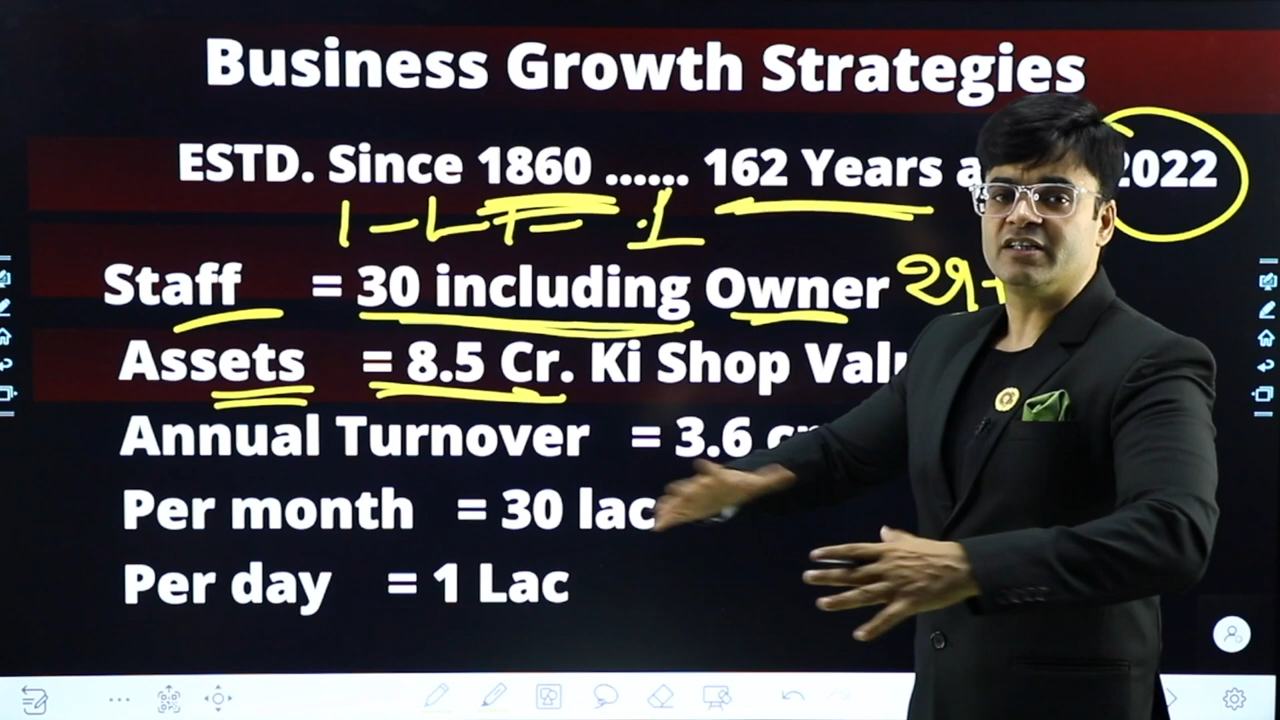 Business Growth Strategies
ESTD. Since 1860 ...... 162 Years 2022
Staff = 30 including Owner
Assets = 8.5 Cr. Ki Shop
Annual Turnover = 3.6
Per month = 30 lac
Per day = 1 Lac